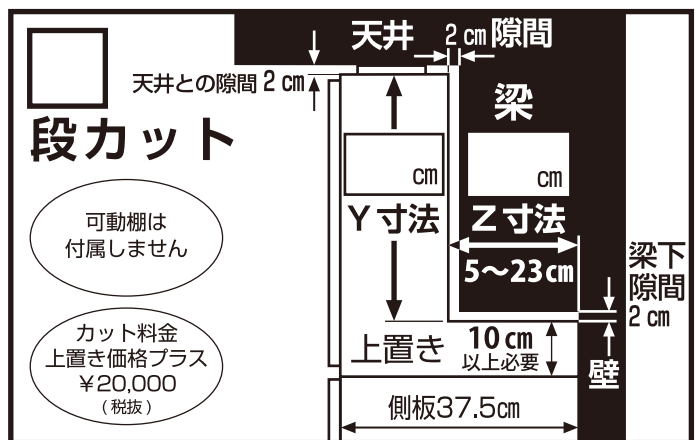 天井
2cm隙間
天井との隙間2cm
段カット
梁
cm
cm
Y寸法
Z寸法
5〜23cm
可動棚は
付属しません
梁下
隙間
2cm
カット料金
上置き価格プラス
￥20,000
(税抜)
上置き
10cm
以上必要
壁
側板37.5cm